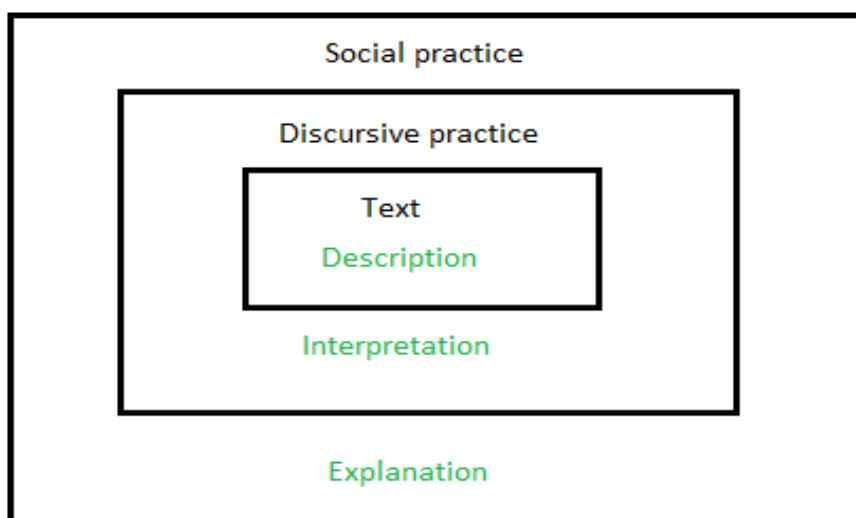 Social practice
Discursive practice
Text
Description
Interpretation
Explanation